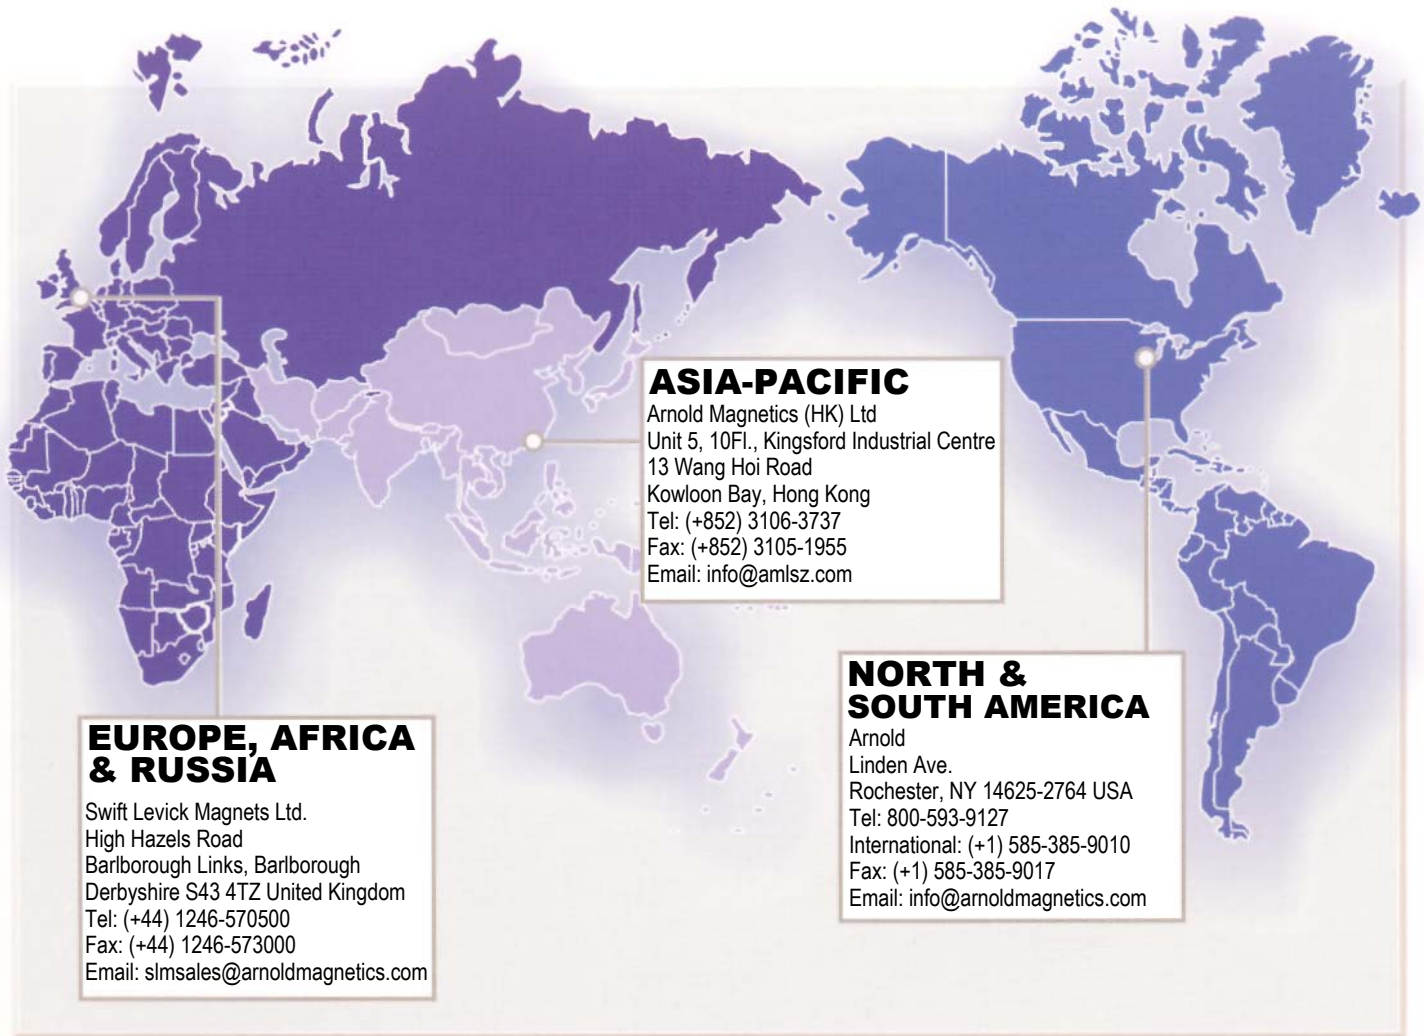 ASIA-PACIFIC
Arnold Magnetics (HK) Ltd
Unit 5, 10Fl., Kingsford Industrial Centre
13 Wang Hoi Road
Kowloon Bay, Hong Kong
Tel: (+852) 3106-3737
Fax: (+852) 3105-1955
Email: info@amlsz.com
NORTH &
SOUTH AMERICA
Arnold
Linden Ave.
Rochester, NY 14625-2764 USA
Tel: 800-593-9127
International: (+1) 585-385-9010
Fax: (+1) 585-385-9017
Email: info@arnoldmagnetics.com
EUROPE, AFRICA
& RUSSIA
Swift Levick Magnets Ltd.
High Hazels Road
Barlborough Links, Barlborough
Derbyshire S43 4TZ United Kingdom
Tel: (+44) 1246-570500
Fax: (+44) 1246-573000
Email: slmsales@arnoldmagnetics.com